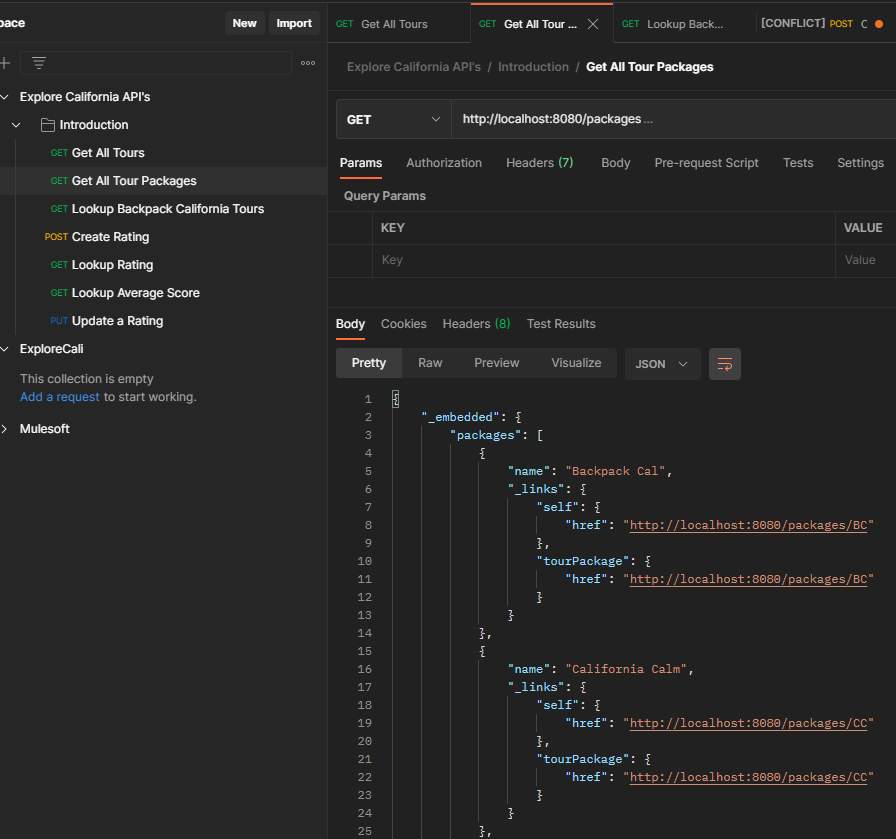 pace
New
Import
GET Get All Tours
GET Get All Tour ...
GET Lookup Back...
[CONFLICT] POST C
Explore California API's / Introduction / Get All Tour Packages
Explore California API's
Introduction
GET Get All Tours
GET Get All Tour Packages
GET Lookup Backpack California Tours
POST Create Rating
GET Lookup Rating
GET Lookup Average Score
PUT Update a Rating
ExploreCali
This collection is empty
Add a request to start working.
Mulesoft
GET
http://localhost:8080/packages ...
Params Authorization Headers (7) Body Pre-request Script Tests Settings
Query Params
KEY VALUE
Key Value
Body Cookies Headers (8) Test Results
Pretty Raw Preview Visualize JSON
1 {
2 "_embedded": {
3 "packages": [
4 {
5 "name": "Backpack Cal",
6 "_links": {
7 "self": {
8 "href": "http://localhost:8080/packages/BC"
9 },
10 "tourPackage": {
11 "href": "http://localhost:8080/packages/BC"
12 }
13 }
14 },
15 {
16 "name": "California Calm",
17 "_links": {
18 "self": {
19 "href": "http://localhost:8080/packages/CC"
20 },
21 "tourPackage": {
22 "href": "http://localhost:8080/packages/CC"
23 }
24 }
25 },